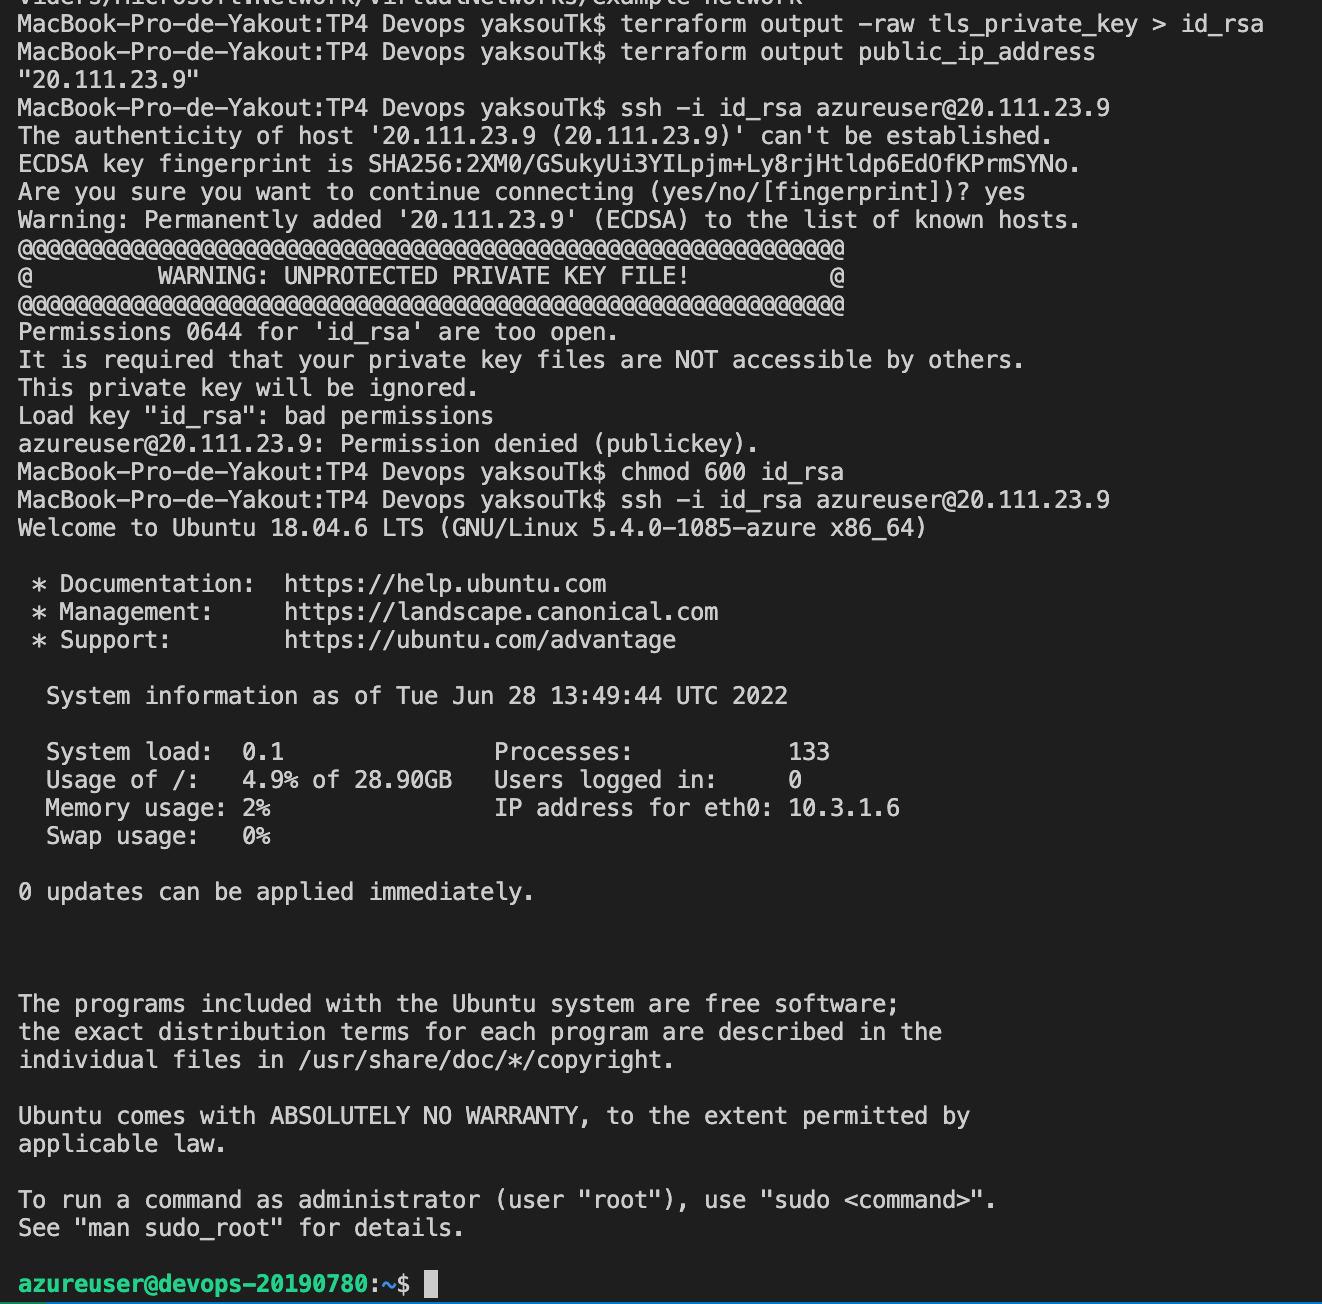 viders/Microsoft.Network/virtualNetworks/example-network
MacBook-Pro-de-Yakout:TP4 Devops yaksouTk$ terraform output -raw tls_private_key > id_rsa
MacBook-Pro-de-Yakout:TP4 Devops yaksouTk$ terraform output public_ip_address
"20.111.23.9"
MacBook-Pro-de-Yakout:TP4 Devops yaksouTk$ ssh -i id_rsa azureuser@20.111.23.9
The authenticity of host '20.111.23.9 (20.111.23.9)' can't be established.
ECDSA key fingerprint is SHA256:2XM0/GSukyUi3YILpjm+Ly8rjHtldp6EdOfKPrmSYNo.
Are you sure you want to continue connecting (yes/no/[fingerprint])? yes
Warning: Permanently added '20.111.23.9' (ECDSA) to the list of known hosts.
@@@@@@@@@@@@@@@@@@@@@@@@@@@@@@@@@@@@@@@@@@@@@@@@@@@@@@@@@@@
@         WARNING: UNPROTECTED PRIVATE KEY FILE!          @
@@@@@@@@@@@@@@@@@@@@@@@@@@@@@@@@@@@@@@@@@@@@@@@@@@@@@@@@@@@
Permissions 0644 for 'id_rsa' are too open.
It is required that your private key files are NOT accessible by others.
This private key will be ignored.
Load key "id_rsa": bad permissions
azureuser@20.111.23.9: Permission denied (publickey).
MacBook-Pro-de-Yakout:TP4 Devops yaksouTk$ chmod 600 id_rsa
MacBook-Pro-de-Yakout:TP4 Devops yaksouTk$ ssh -i id_rsa azureuser@20.111.23.9
Welcome to Ubuntu 18.04.6 LTS (GNU/Linux 5.4.0-1085-azure x86_64)

 * Documentation:  https://help.ubuntu.com
 * Management:     https://landscape.canonical.com
 * Support:        https://ubuntu.com/advantage

  System information as of Tue Jun 28 13:49:44 UTC 2022

  System load:  0.1               Processes:           133
  Usage of /:   4.9% of 28.90GB   Users logged in:     0
  Memory usage: 2%                IP address for eth0: 10.3.1.6
  Swap usage:   0%

0 updates can be applied immediately.

The programs included with the Ubuntu system are free software;
the exact distribution terms for each program are described in the
individual files in /usr/share/doc/*/copyright.

Ubuntu comes with ABSOLUTELY NO WARRANTY, to the extent permitted by
applicable law.

To run a command as administrator (user "root"), use "sudo <command>".
See "man sudo_root" for details.

azureuser@devops-20190780:~$